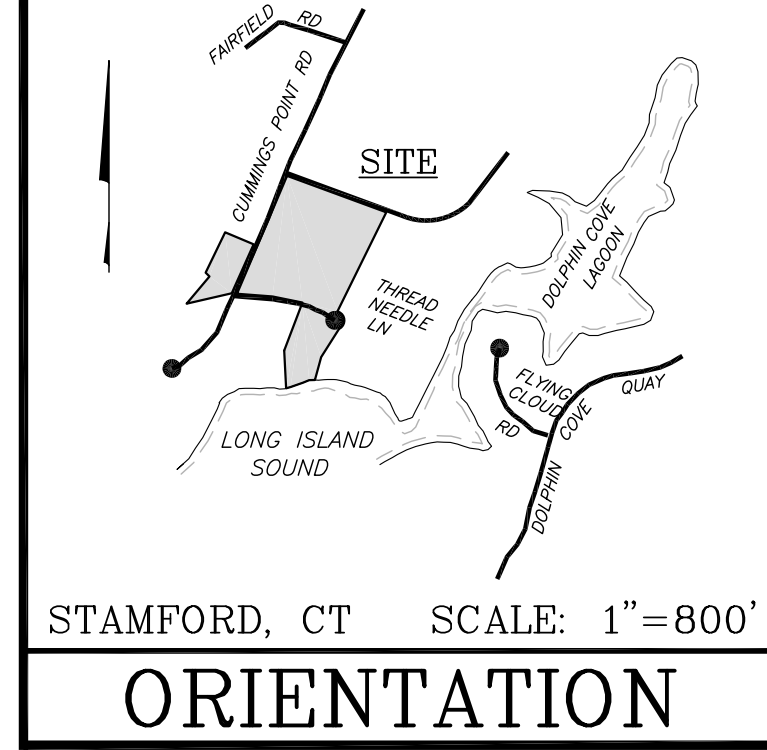 FAIRFIELD RD
CUMMINGS POINT RD
SITE
DOLPHIN COVE
LAGOON
THREAD
NEEDLE
LN
FLYING
CLOUD
RD
DOLPHIN COVE QUAY
LONG ISLAND
SOUND
STAMFORD, CT SCALE: 1"=800'
ORIENTATION